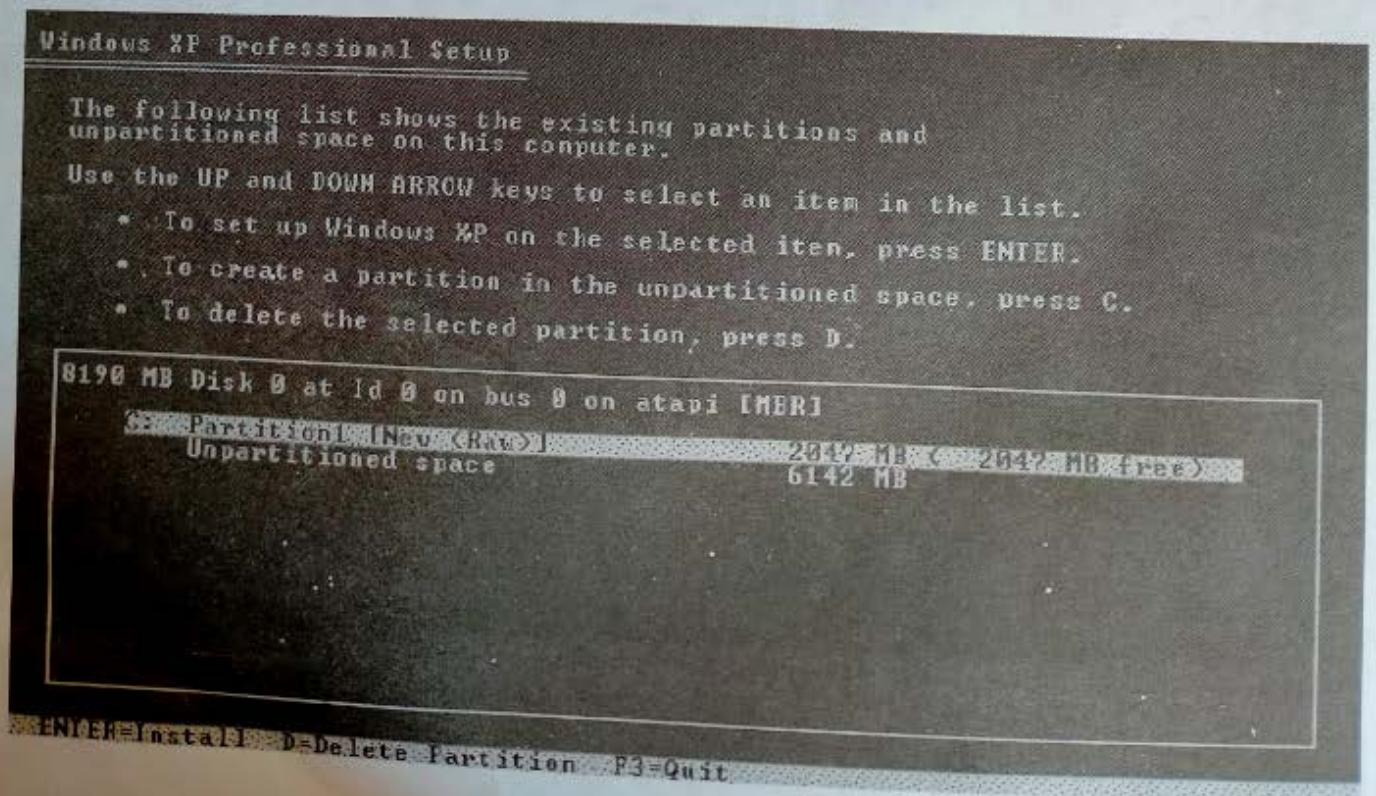 Windows XP Professional Setup
The following list shows the existing partitions and
unpartitioned space on this computer.
Use the UP and DOWN ARROW keys to select an item in the list.
• To set up Windows XP on the selected item, press ENTER.
• To create a partition in the unpartitioned space, press C.
• To delete the selected partition, press D.
8190 MB Disk 0 at Id 0 on bus 0 on atapi [MBR]
C: Partition1 [New (Raw)] 2047 MB ( 2047 MB free)
Unpartitioned space 6142 MB
ENTER=Install D=Delete Partition F3=Quit